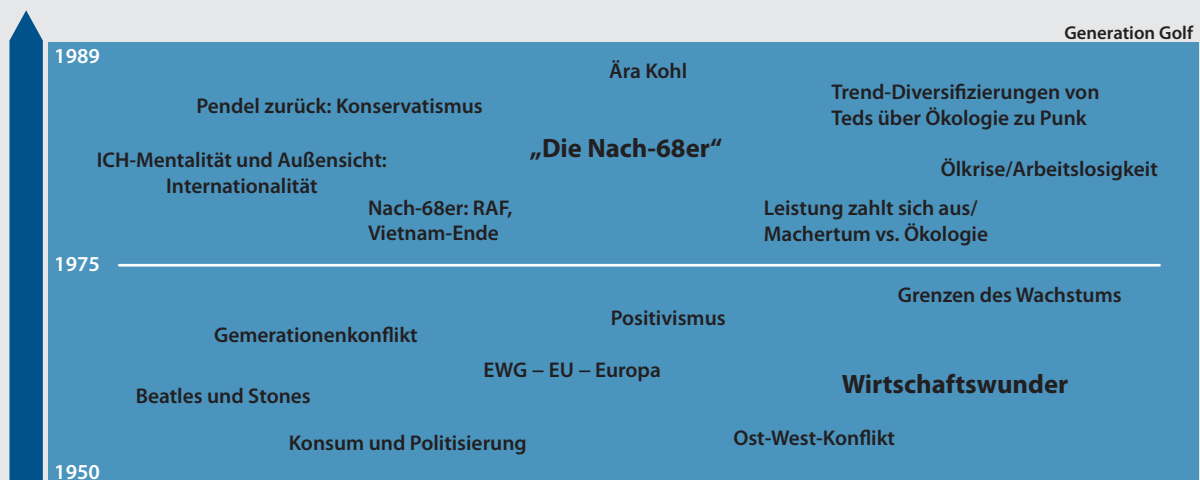 Generation Golf
1989
Ära Kohl
Pendel zurück: Konservatismus
Trend-Diversifizierungen von
Teds über Ökologie zu Punk
„Die Nach-68er“
ICH-Mentalität und Außensicht:
Internationalität
Ölkrise/Arbeitslosigkeit
Nach-68er: RAF,
Vietnam-Ende
Leistung zahlt sich aus/
Machertum vs. Ökologie
1975
Grenzen des Wachstums
Positivismus
Gemerationenkonflikt
EWG – EU – Europa
Wirtschaftswunder
Beatles und Stones
Konsum und Politisierung
Ost-West-Konflikt
1950